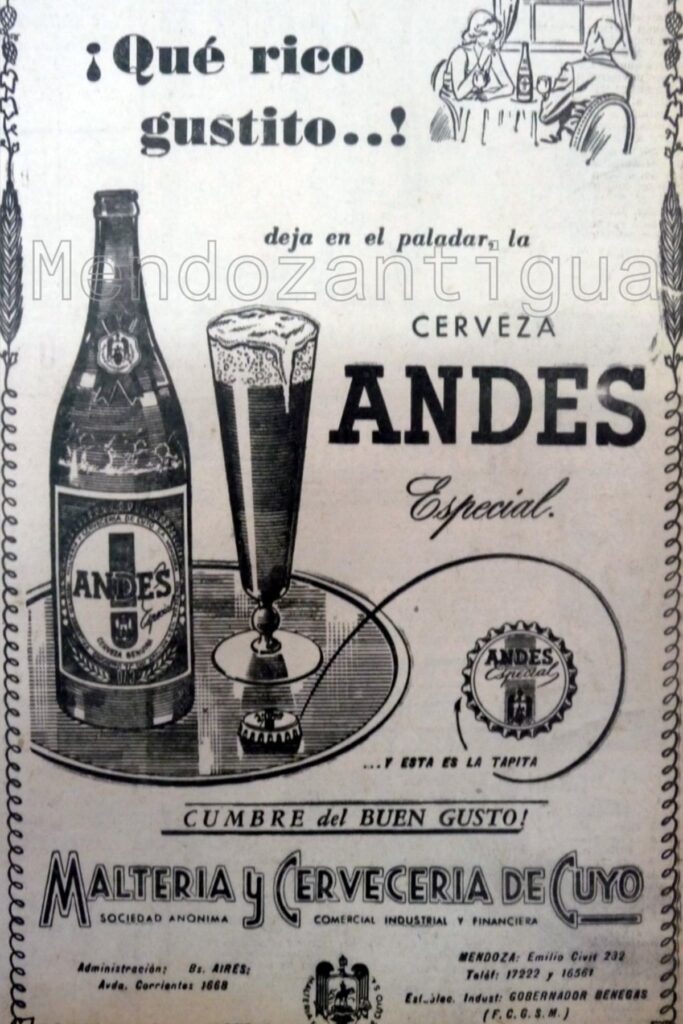 ¡Qué rico
gustito..!
deja en el paladar, la
Mendozantigua
CERVEZA
ANDES
Especial.
ANDES
Especial
ANDES
Especial
...Y ESTA ES LA TAPITA
CUMBRE del BUEN GUSTO!
MALTERIA y CERVECERIA DE CUYO
SOCIEDAD ANONIMA COMERCIAL INDUSTRIAL Y FINANCIERA
Administración: Bs. AIRES:
Avda. Corrientes 1668
MENDOZA: Emilio Civit 232
Teléf: 17222 y 16561
Indust: GOBERNADOR BENEGAS
(F.C.G.S.M.)